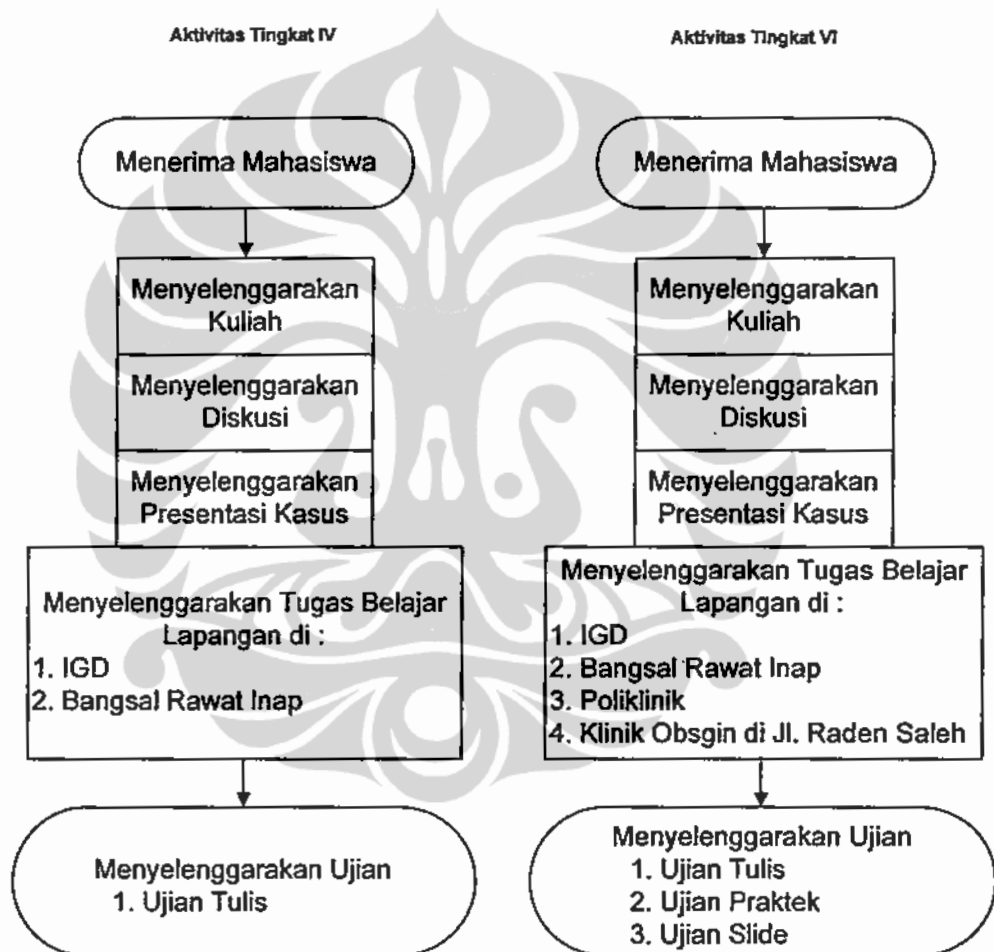 Aktivitas Tingkat IV
Menerima Mahasiswa
Menyelenggarakan
Kuliah
Menyelenggarakan
Diskusi
Menyelenggarakan
Presentasi Kasus
Menyelenggarakan Tugas Belajar
Lapangan di :
1. IGD
2. Bangsal Rawat Inap
Menyelenggarakan Ujian
1. Ujian Tulis
Aktivitas Tingkat VI
Menerima Mahasiswa
Menyelenggarakan
Kuliah
Menyelenggarakan
Diskusi
Menyelenggarakan
Presentasi Kasus
Menyelenggarakan Tugas Belajar
Lapangan di :
1. IGD
2. Bangsal Rawat Inap
3. Poliklinik
4. Klinik Obsgin di Jl. Raden Saleh
Menyelenggarakan Ujian
1. Ujian Tulis
2. Ujian Praktek
3. Ujian Slide